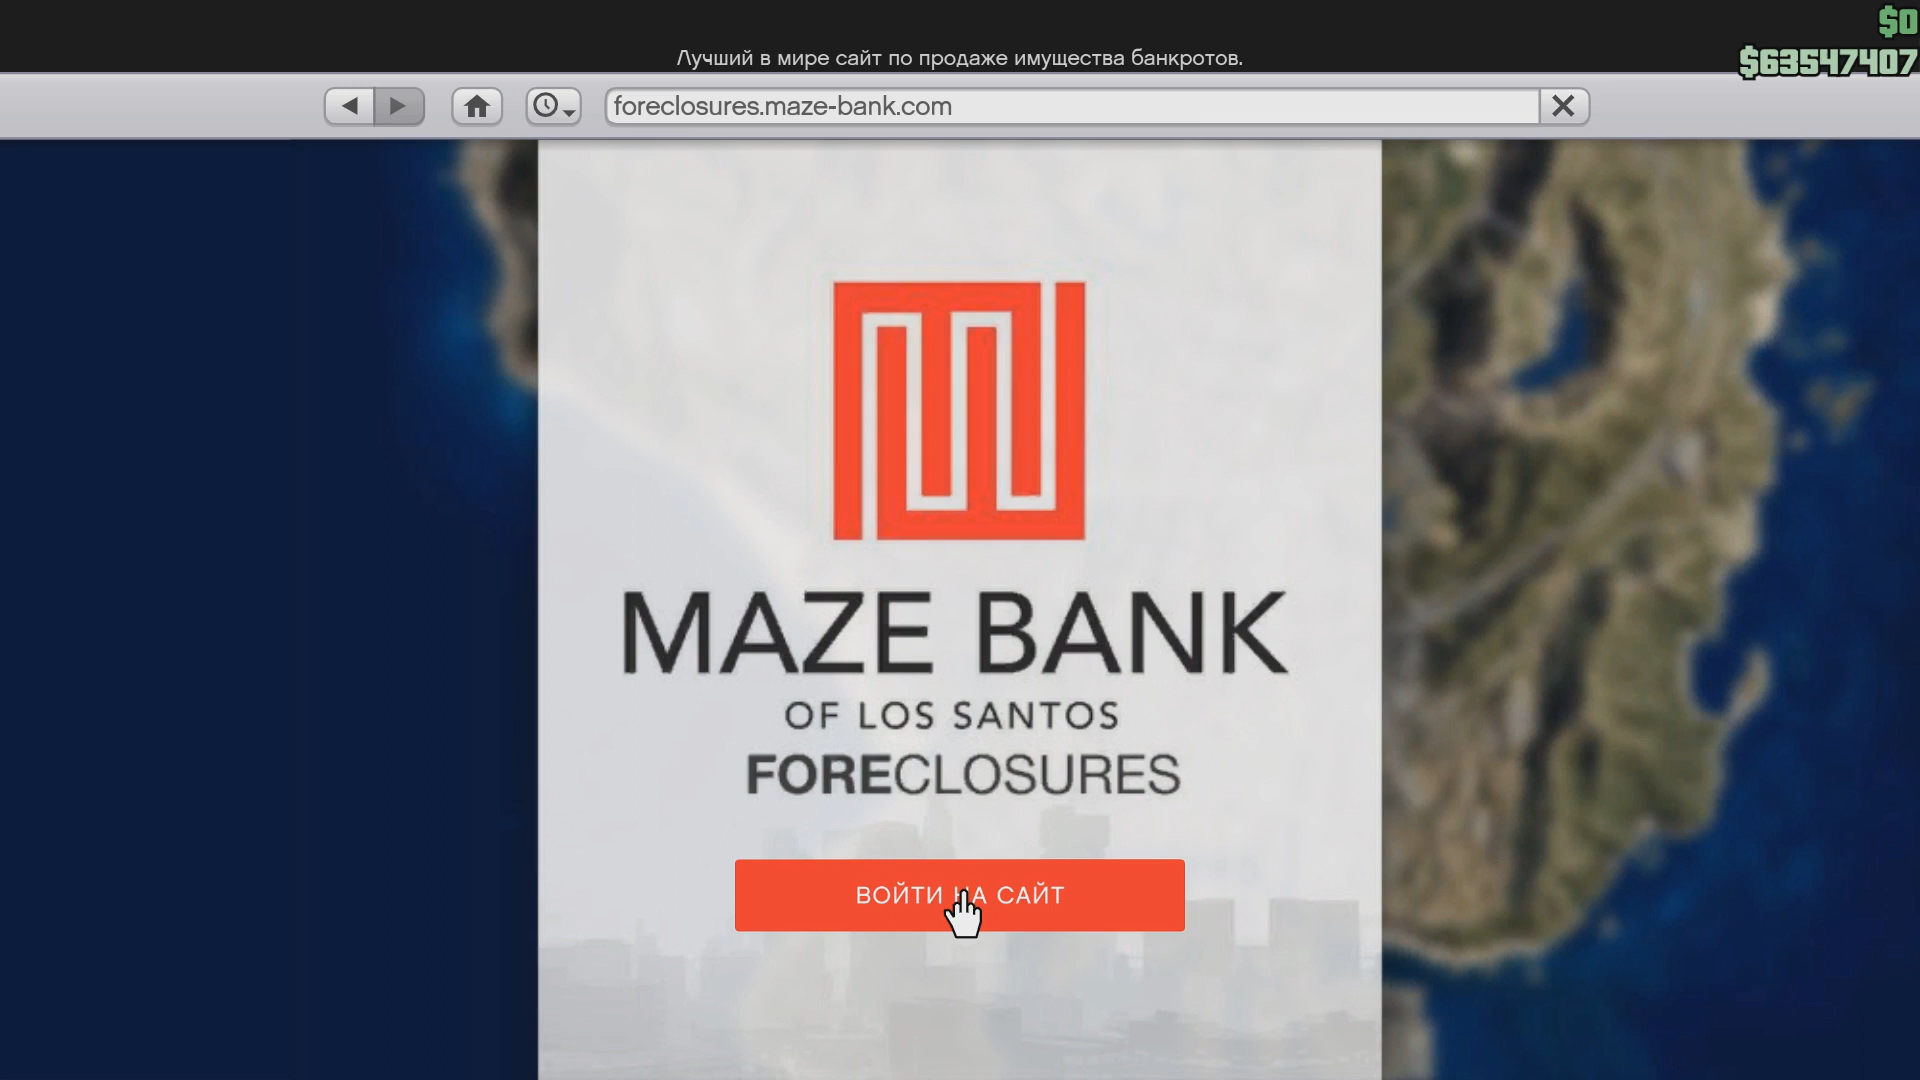 $0
Лучший в мире сайт по продаже имущества банкротов.
$63547407
foreclosures.maze-bank.com
MAZE BANK
OF LOS SANTOS
FORECLOSURES
ВОЙТИ НА САЙТ